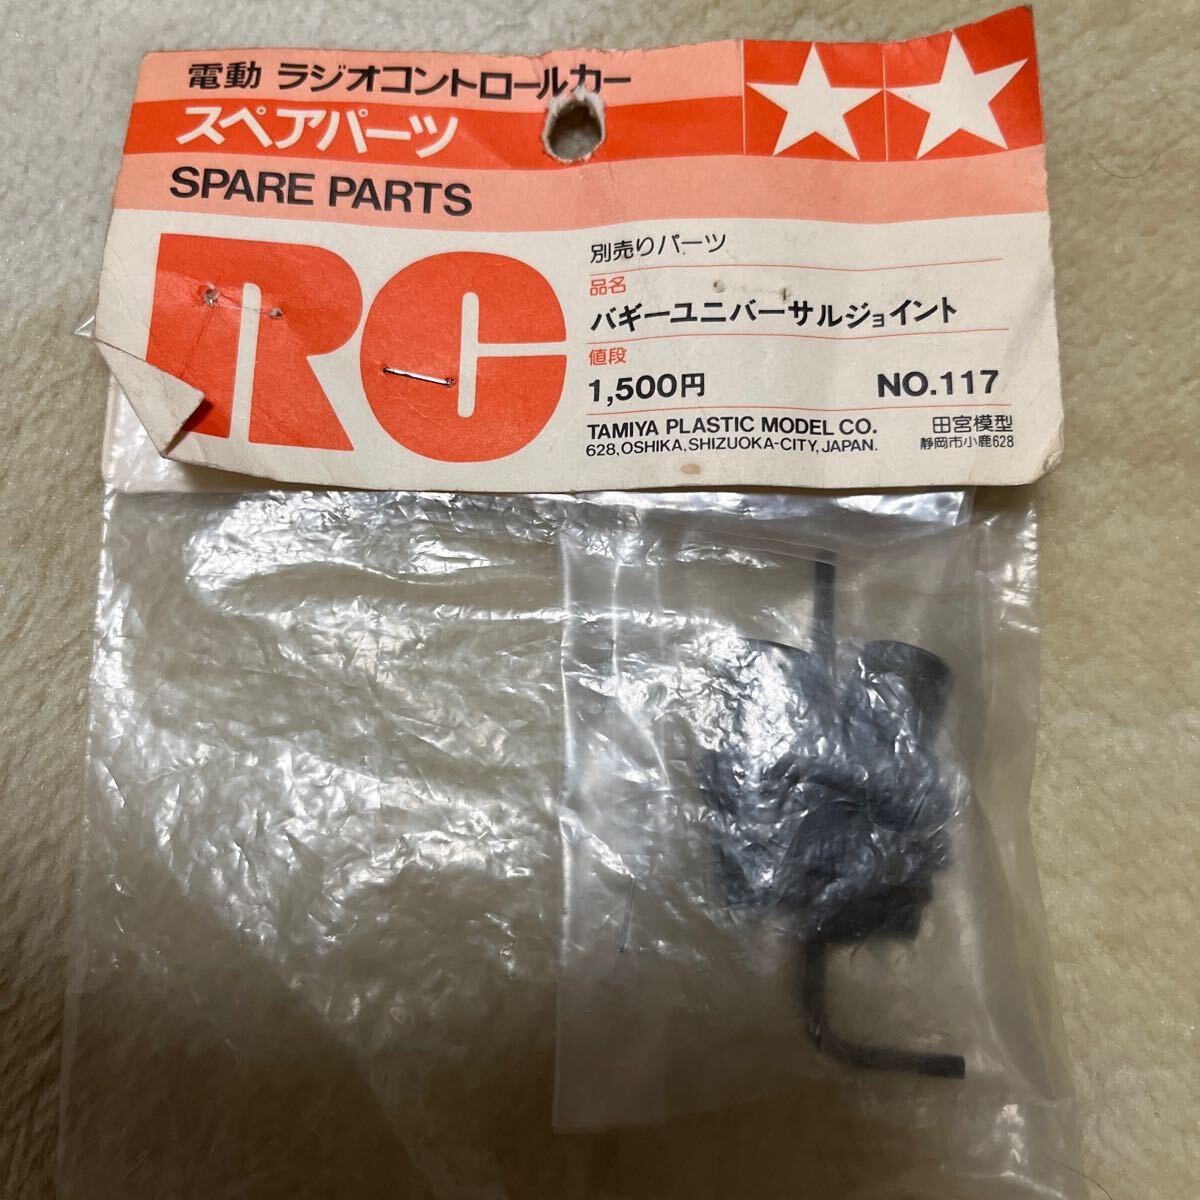 電動 ラジオコントロールカー
スペアパーツ
SPARE PARTS
RC
別売りパーツ
品名
バギーユニバーサルジョイント
値段
1,500円 NO.117
TAMIYA PLASTIC MODEL CO. 田宮模型
628, OSHIKA, SHIZUOKA-CITY, JAPAN. 静岡市小鹿628